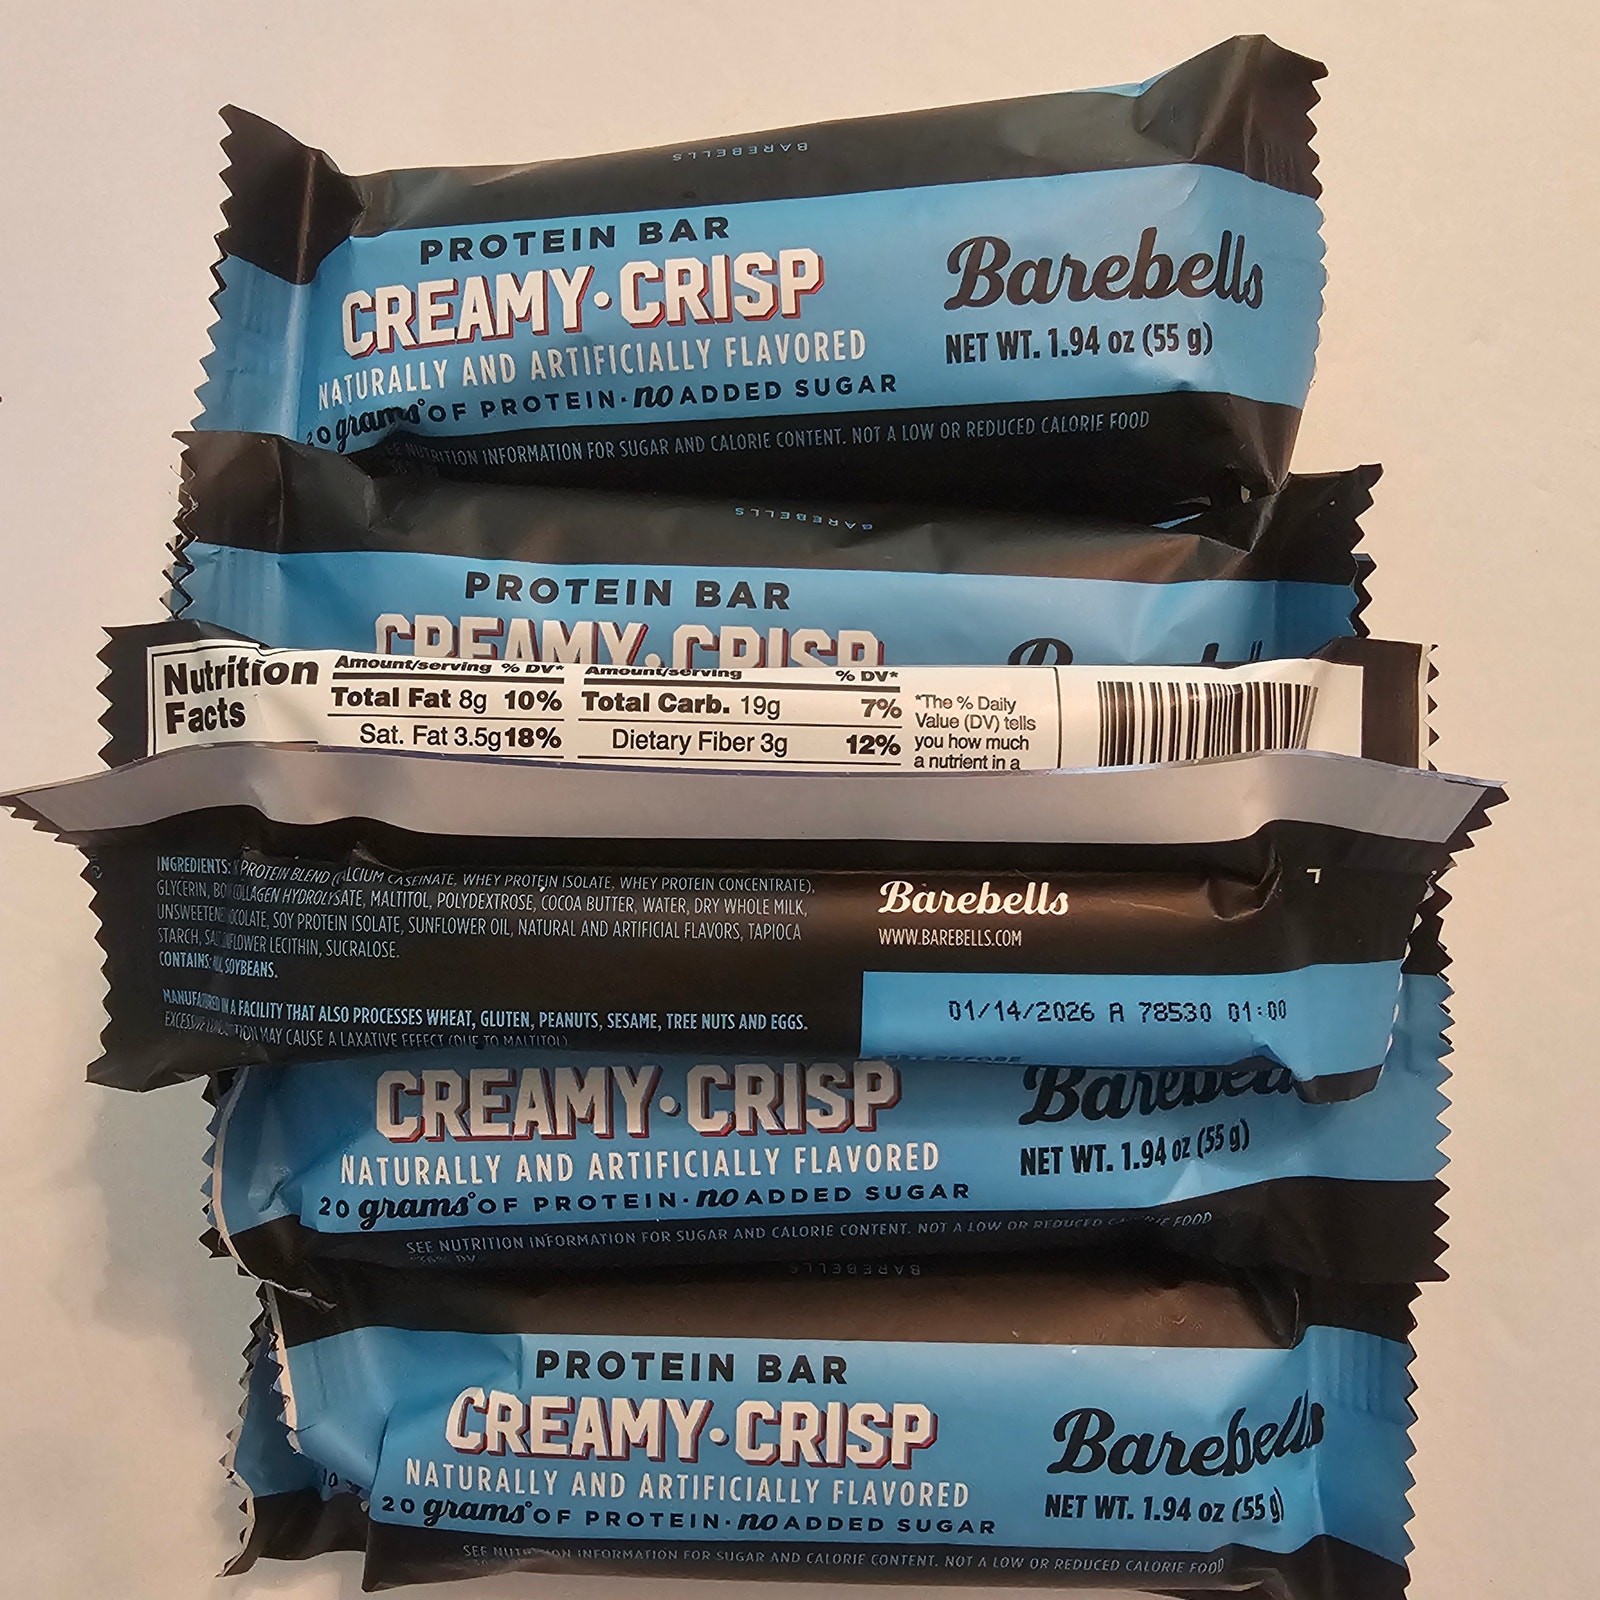 BAREBELLS
PROTEIN BAR
CREAMY·CRISP
NATURALLY AND ARTIFICIALLY FLAVORED
20 grams° OF PROTEIN · no ADDED SUGAR
Barebells
NET WT. 1.94 oz (55 g)
NUTRITION INFORMATION FOR SUGAR AND CALORIE CONTENT. NOT A LOW OR REDUCED CALORIE FOOD
BAREBELLS
PROTEIN BAR
CREAMY·CRISP
Nutrition
Facts
Amount/serving % DV*
Total Fat 8g 10%
Sat. Fat 3.5g 18%
Amount/serving % DV*
Total Carb. 19g 7%
Dietary Fiber 3g 12%
*The % Daily
Value (DV) tells
you how much
a nutrient in a
INGREDIENTS: PROTEIN BLEND CASEINATE, WHEY PROTEIN ISOLATE, WHEY PROTEIN CONCENTRATE),
GLYCERIN, COLLAGEN HYDROLYSATE, MALTITOL, POLYDEXTROSE, COCOA BUTTER, WATER, DRY WHOLE MILK,
SOY PROTEIN ISOLATE, SUNFLOWER OIL, NATURAL AND ARTIFICIAL FLAVORS, TAPIOCA
STARCH, LECITHIN, SUCRALOSE.
CONTAINS: SOYBEANS.
IN A FACILITY THAT ALSO PROCESSES WHEAT, GLUTEN, PEANUTS, SESAME, TREE NUTS AND EGGS.
MAY CAUSE A LAXATIVE EFFECT (DUE TO MALTITOL)
Barebells
WWW.BAREBELLS.COM
01/14/2026 A 78530 01:00
CREAMY·CRISP
NATURALLY AND ARTIFICIALLY FLAVORED
20 grams° OF PROTEIN · no ADDED SUGAR
Barebells
NET WT. 1.94 oz (55 g)
SEE NUTRITION INFORMATION FOR SUGAR AND CALORIE CONTENT. NOT A LOW OR REDUCED CALORIE FOOD
BAREBELLS
PROTEIN BAR
CREAMY·CRISP
NATURALLY AND ARTIFICIALLY FLAVORED
20 grams° OF PROTEIN · no ADDED SUGAR
Barebells
NET WT. 1.94 oz (55 g)
SEE INFORMATION FOR SUGAR AND CALORIE CONTENT. NOT A LOW OR REDUCED CALORIE FOOD